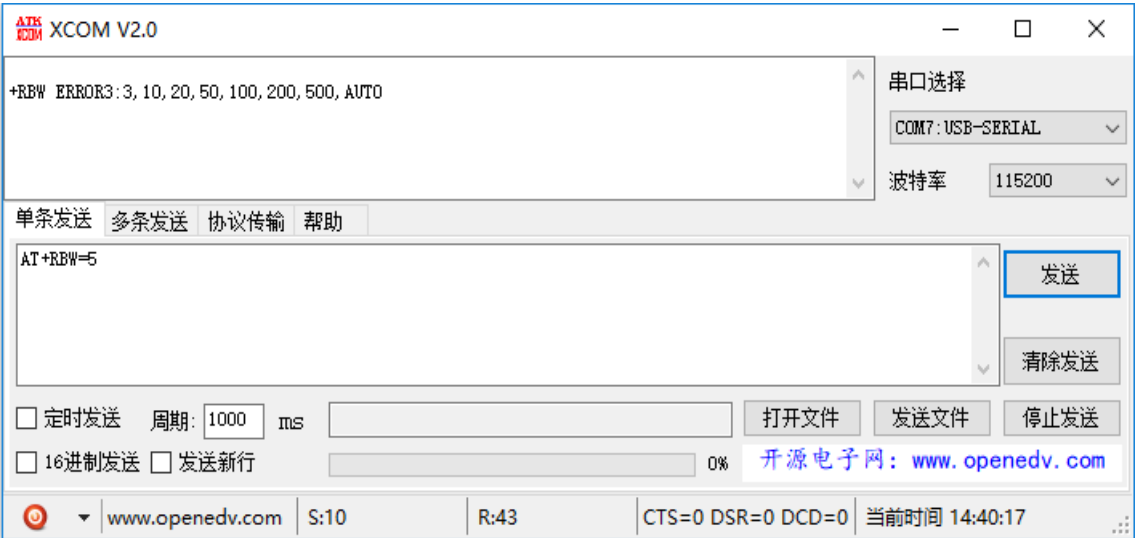 ATK XCOM XCOM V2.0
+RBW ERROR3:3,10,20,50,100,200,500,AUTO
串口选择
COM7:USB-SERIAL
波特率 115200
单条发送 多条发送 协议传输 帮助
AT+RBW=5
发送
清除发送
定时发送 周期: 1000 ms 打开文件 发送文件 停止发送
16进制发送 发送新行 0% 开源电子网: www.openedv.com
www.openedv.com S:10 R:43 CTS=0 DSR=0 DCD=0 当前时间 14:40:17